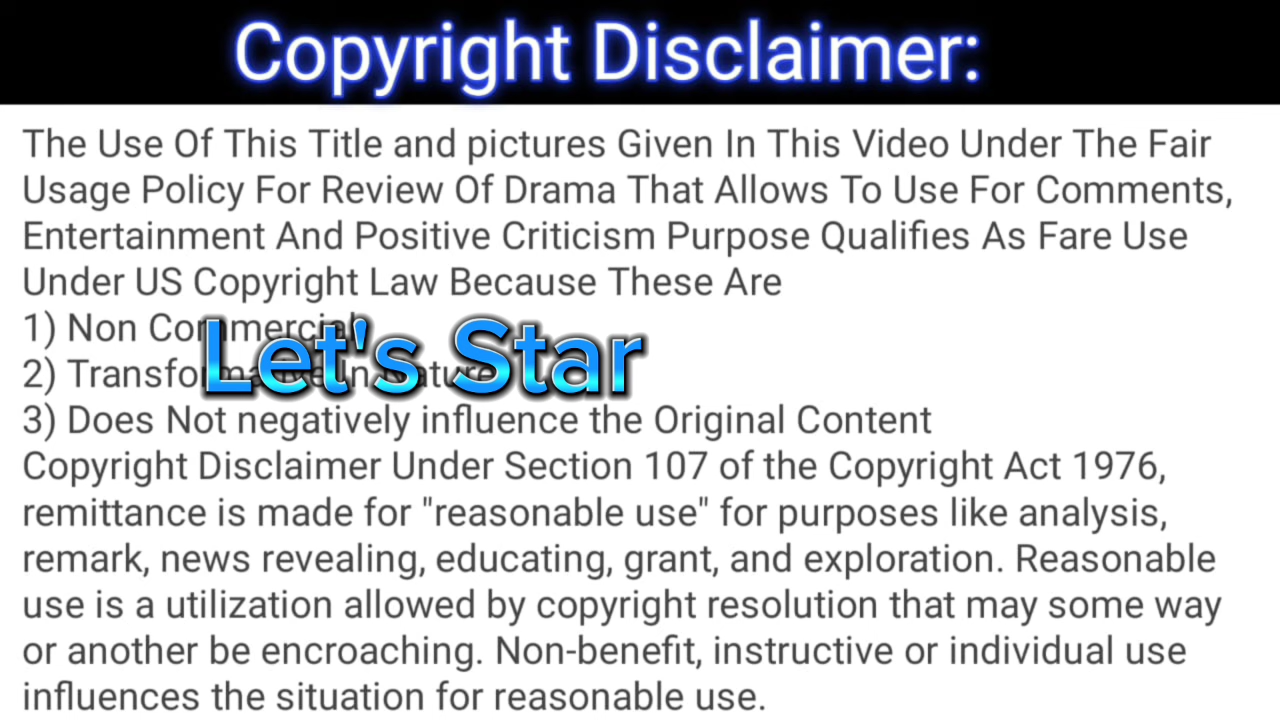 Copyright Disclaimer:
The Use Of This Title and pictures Given In This Video Under The Fair
Usage Policy For Review Of Drama That Allows To Use For Comments,
Entertainment And Positive Criticism Purpose Qualifies As Fare Use
Under US Copyright Law Because These Are
1) Non Commercial
2) Transformative In Nature
Let's Star
3) Does Not negatively influence the Original Content
Copyright Disclaimer Under Section 107 of the Copyright Act 1976,
remittance is made for "reasonable use" for purposes like analysis,
remark, news revealing, educating, grant, and exploration. Reasonable
use is a utilization allowed by copyright resolution that may some way
or another be encroaching. Non-benefit, instructive or individual use
influences the situation for reasonable use.